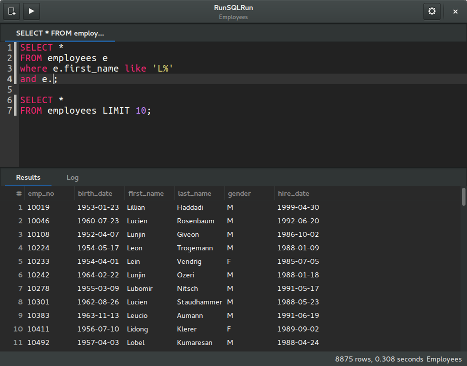 RunSQLRun
Employees
SELECT * FROM employ...
1 SELECT *
2 FROM employees e
3 where e.first_name like 'L%'
4 and e.;
5
6 SELECT *
7 FROM employees LIMIT 10;
Results Log
# emp_no birth_date first_name last_name gender hire_date
1 10019 1953-01-23 Lillian Haddadi M 1999-04-30
2 10046 1960-07-23 Lucien Rosenbaum M 1992-06-20
3 10108 1952-04-07 Lunjin Giveon M 1986-10-02
4 10224 1954-05-17 Leon Trogemann M 1988-01-09
5 10233 1954-04-01 Lein Vendrig F 1985-07-05
6 10242 1964-02-22 Lunjin Ozeri M 1988-01-18
7 10278 1955-03-09 Lubomir Nitsch M 1991-05-17
8 10301 1962-08-26 Lucien Staudhammer M 1988-05-23
9 10383 1963-11-13 Leucio Aumann M 1991-06-19
10 10411 1956-07-10 Lidong Klerer F 1989-09-02
11 10492 1957-04-03 Lobel Kumaresan M 1988-04-24
8875 rows, 0.308 seconds Employees